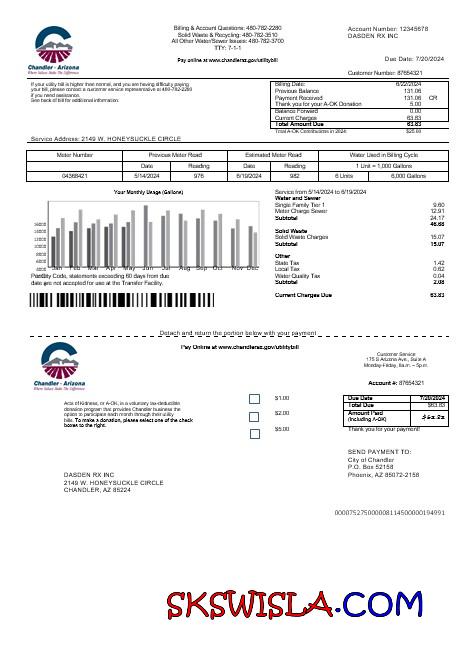 Billing & Account Questions: 480-782-2280
Solid Waste & Recycling: 480-782-3510
All Other Water/Sewer Issues: 480-782-3700
TTY: 7-1-1
Pay online at www.chandleraz.gov/utilitybill
Account Number: 12345678
DASDEN RX INC
Due Date: 7/20/2024
Customer Number: 87654321
Chandler · Arizona
Where Values Make The Difference
If your utility bill is higher than normal, and you are having difficulty paying
your bill, please contact a customer service representative at 480-782-2280
if you need assistance.
See back of bill for additional information.
Billing Date: 6/22/2024
Previous Balance 131.06
Payment Received 131.06 CR
Thank you for your A-OK Donation 5.00
Balance Forward 0.00
Current Charges 63.83
Total Amount Due 63.83
Total A-OK Contributions in 2024: $25.00
Service Address: 2149 W. HONEYSUCKLE CIRCLE
Meter Number Previous Meter Read Estimated Meter Read Water Used in Billing Cycle
Date Reading Date Reading 1 Unit = 1,000 Gallons
04368421 5/14/2024 976 6/19/2024 982 6 Units 6,000 Gallons
Your Monthly Usage (Gallons)
16000
14000
12000
10000
8000
6000
4000
Jan Feb Mar Apr May Jun Jul Aug Sep Oct Nov Dec
Per City Code, statements exceeding 60 days from due
date are not accepted for use at the Transfer Facility.
Service from 5/14/2024 to 6/19/2024
Water and Sewer
Single Family Tier 1 9.60
Meter Charge Sewer 12.91
Subtotal 24.17
46.68
Solid Waste
Solid Waste Charges 15.07
Subtotal 15.07
Other
State Tax 1.42
Local Tax 0.62
Water Quality Tax 0.04
Subtotal 2.08
Current Charges Due 63.83
Detach and return the portion below with your payment
Pay Online at www.chandleraz.gov/utilitybill
Chandler · Arizona
Where Values Make The Difference
Customer Service
175 S Arizona Ave., Suite A
Monday-Friday, 8a.m. – 5p.m.
Account #: 87654321
Acts of Kindness, or A-OK, is a voluntary tax-deductible
donation program that provides Chandler business the
option to participate each month through their utility
bills. To make a donation, please select one of the check
boxes to the right.
$1.00
$2.00
$5.00
Due Date 7/20/2024
Total Due $63.83
Amount Paid
(including A-OK)
Thank you for your payment!
SEND PAYMENT TO:
City of Chandler
P.O. Box 52158
Phoenix, AZ 85072-2158
DASDEN RX INC
2149 W. HONEYSUCKLE CIRCLE
CHANDLER, AZ 85224
0000752750000081145000001​94991
SKSWISLA.COM